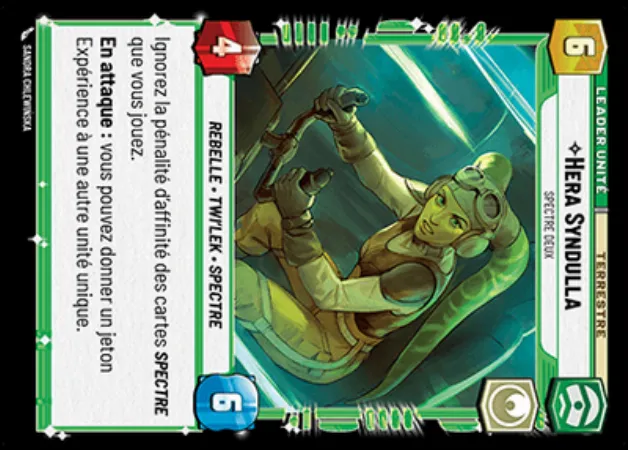 6
LEADER UNITÉ
TERRESTRE
✧HERA SYNDULLA
SPECTRE DEUX
4
REBELLE • TWI'LEK • SPECTRE
6
Ignorez la pénalité d'affinité des cartes SPECTRE
que vous jouez.
En attaque : vous pouvez donner un jeton
Expérience à une autre unité unique.
SANDRA CHLEWIŃSKA